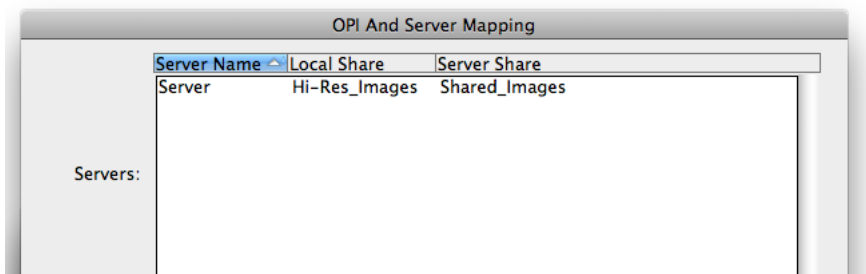 OPI And Server Mapping
Server Name Local Share Server Share
Server Hi-Res_Images Shared_Images
Servers: